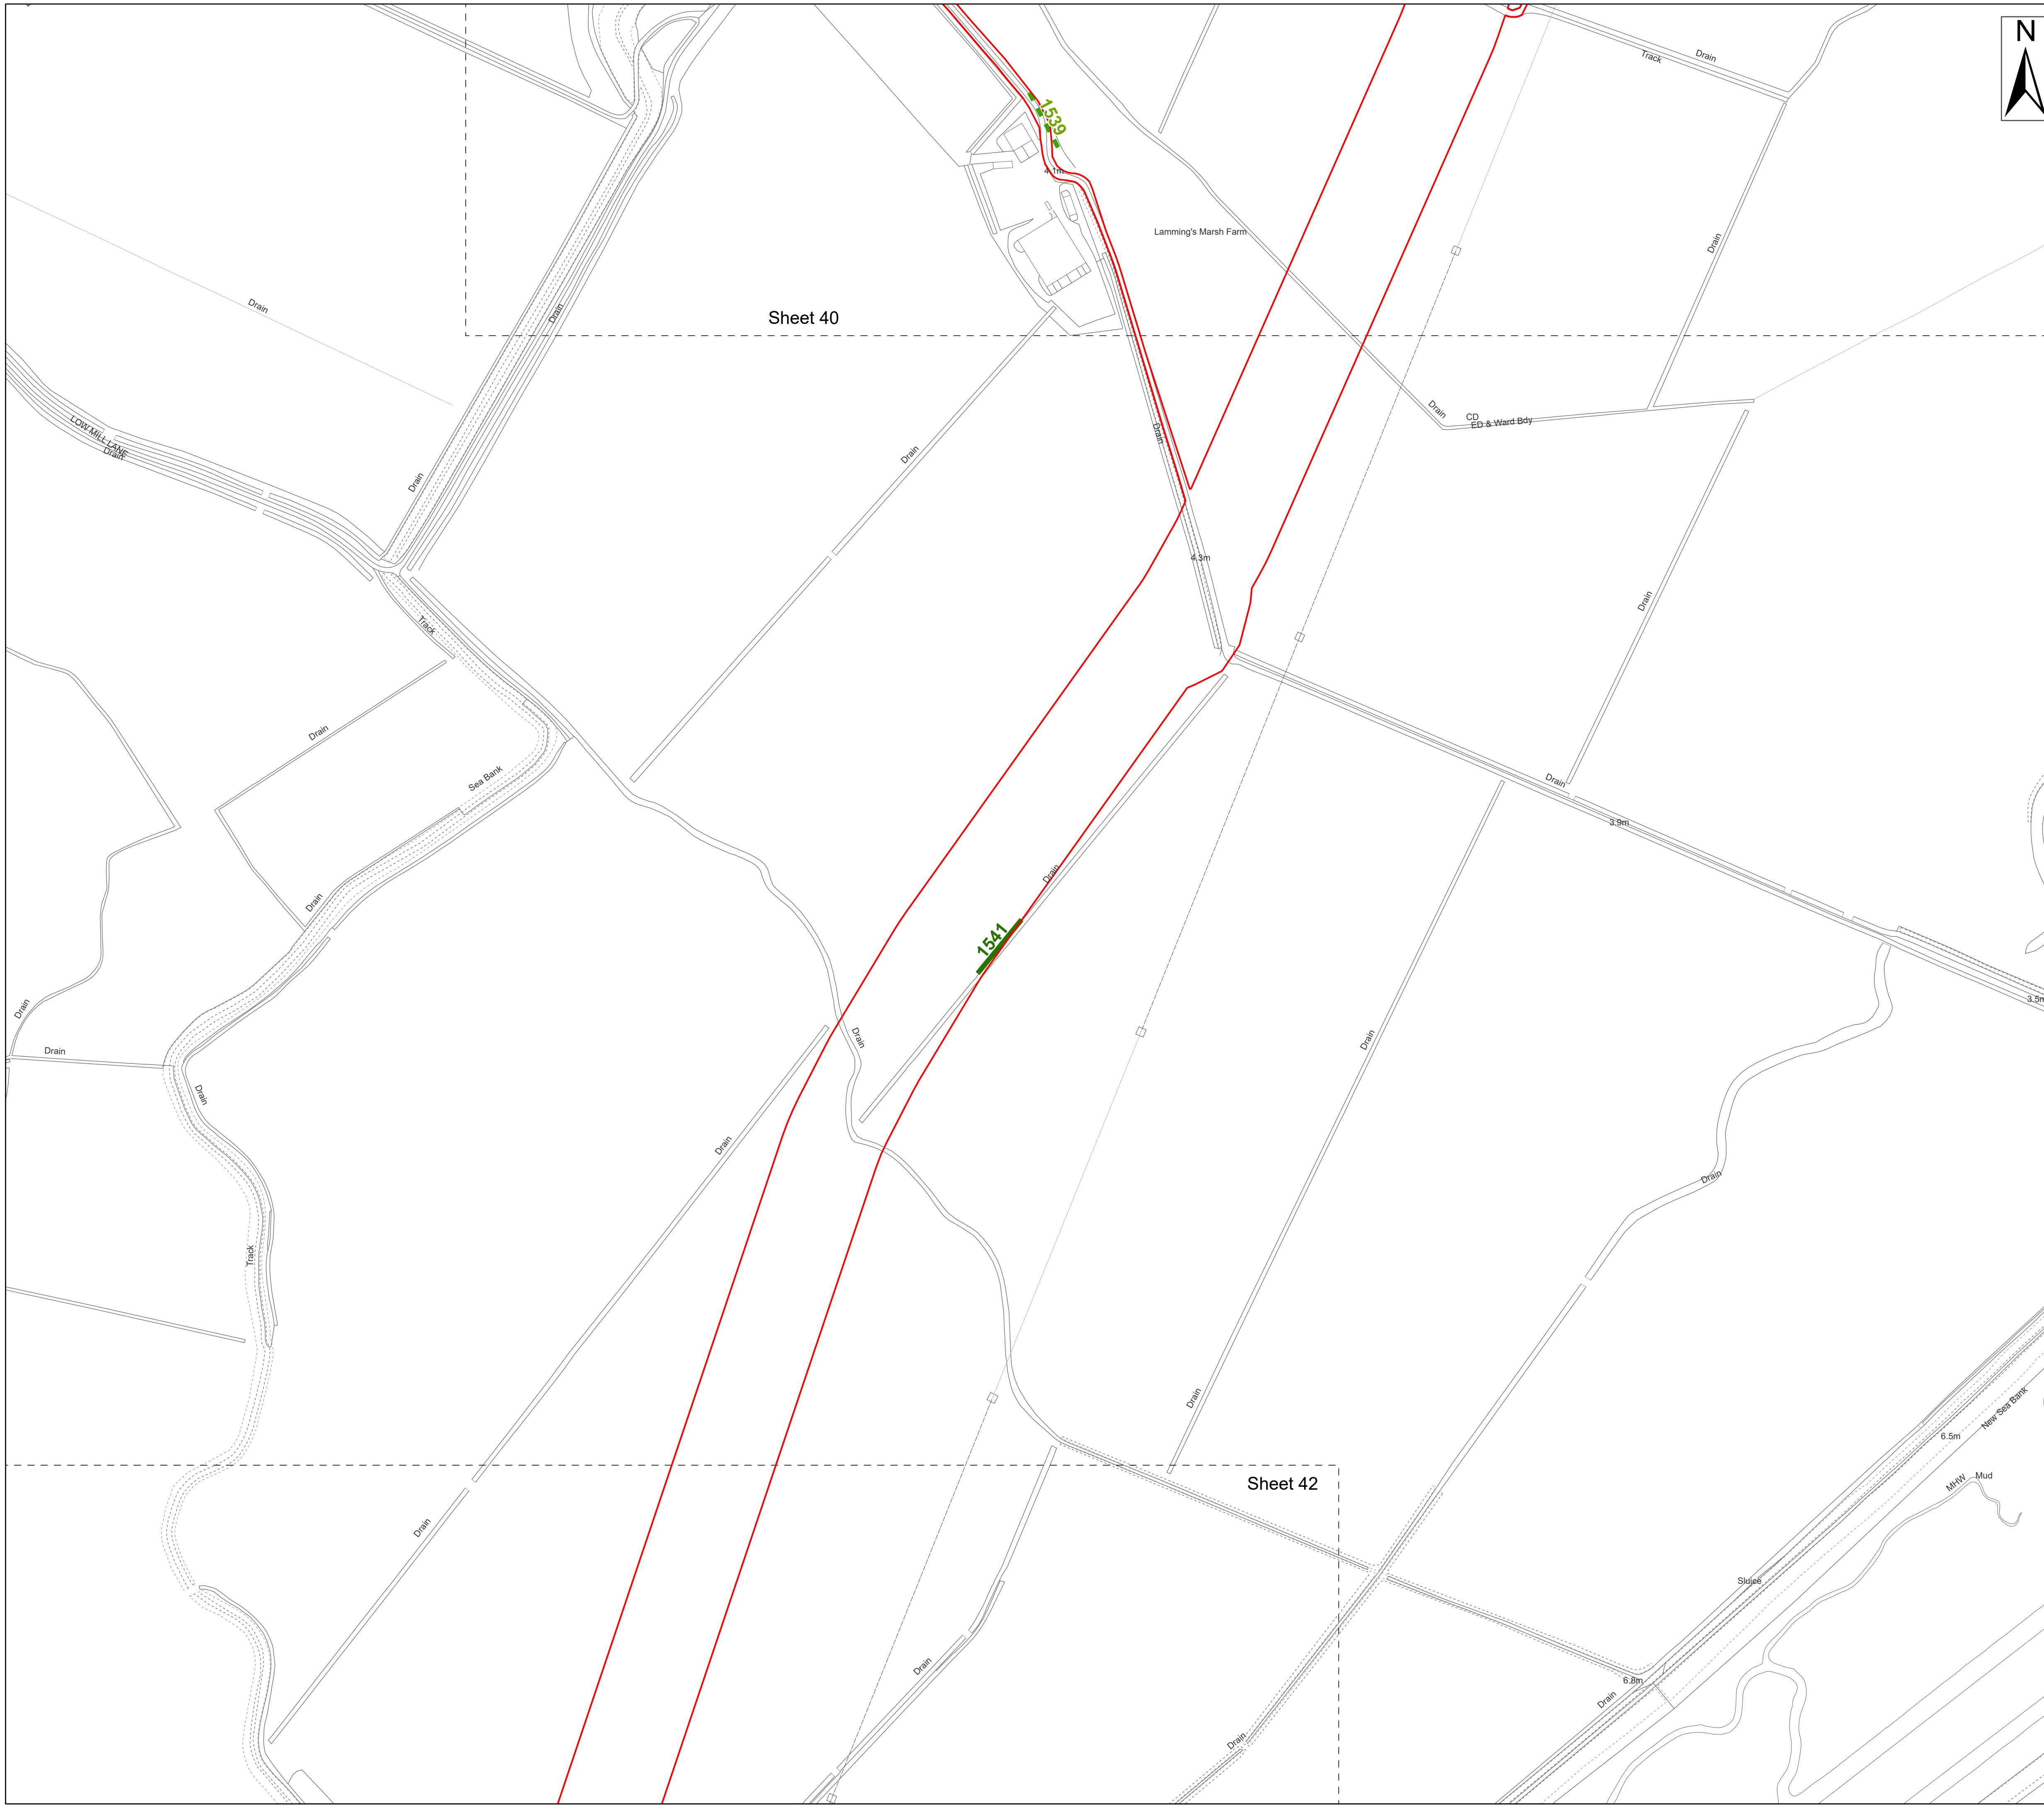 N
Drain
Track
1539
4.1m
Lamming's Marsh Farm
Drain
Drain
Drain
Sheet 40
Drain
CD
ED & Ward Bdy
LOW MILL LANE
Drain
Drain
Drain
Drain
4.3m
Drain
Track
Drain
Sea Bank
Drain
3.9m
Drain
Drain
1541
3.5m
Drain
Drain
Drain
Drain
Drain
Drain
Drain
Track
Drain
New Sea Bank
6.5m
MHW
Mud
Sheet 42
Drain
Sluice
Drain
6.8m
Drain
Drain